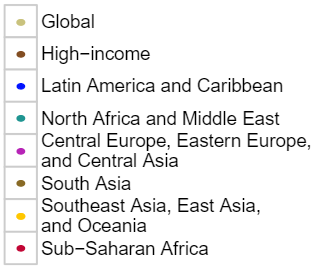 Global
High−income
Latin America and Caribbean
North Africa and Middle East
Central Europe, Eastern Europe,
and Central Asia
South Asia
Southeast Asia, East Asia,
and Oceania
Sub−Saharan Africa